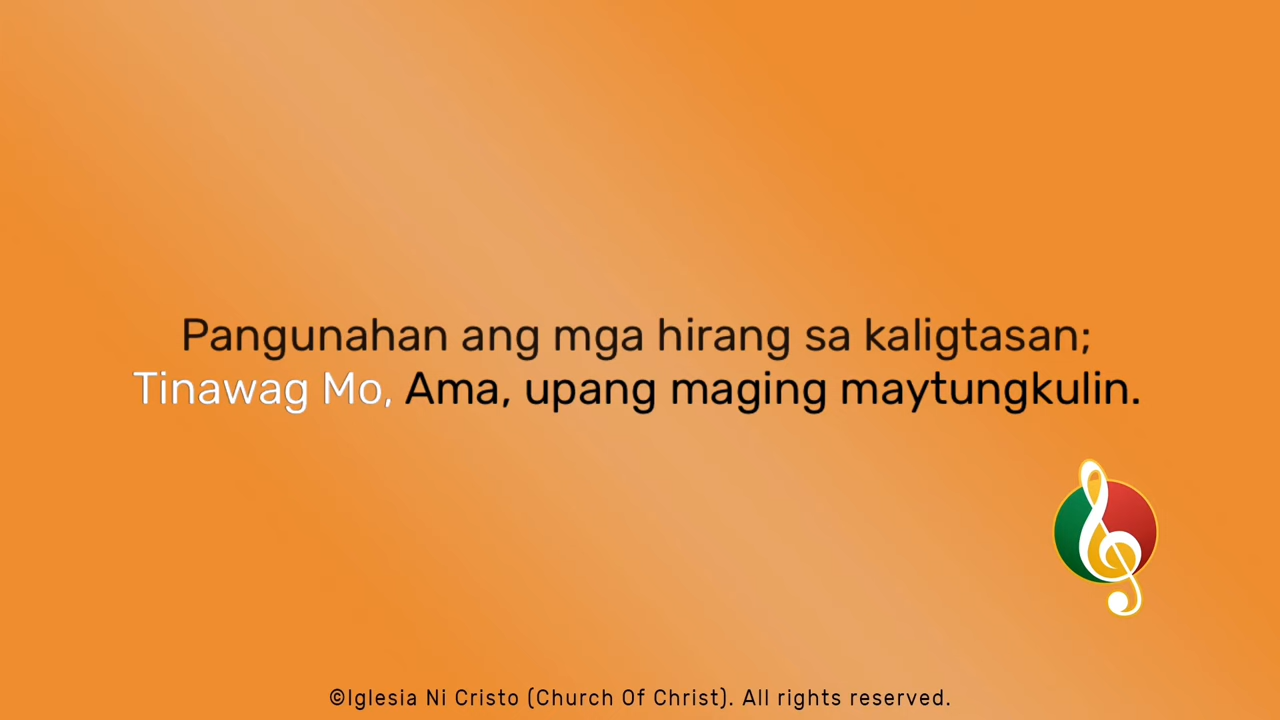 Pangunahan ang mga hirang sa kaligtasan;
Tinawag Mo, Ama, upang maging maytungkulin.
©Iglesia Ni Cristo (Church Of Christ). All rights reserved.